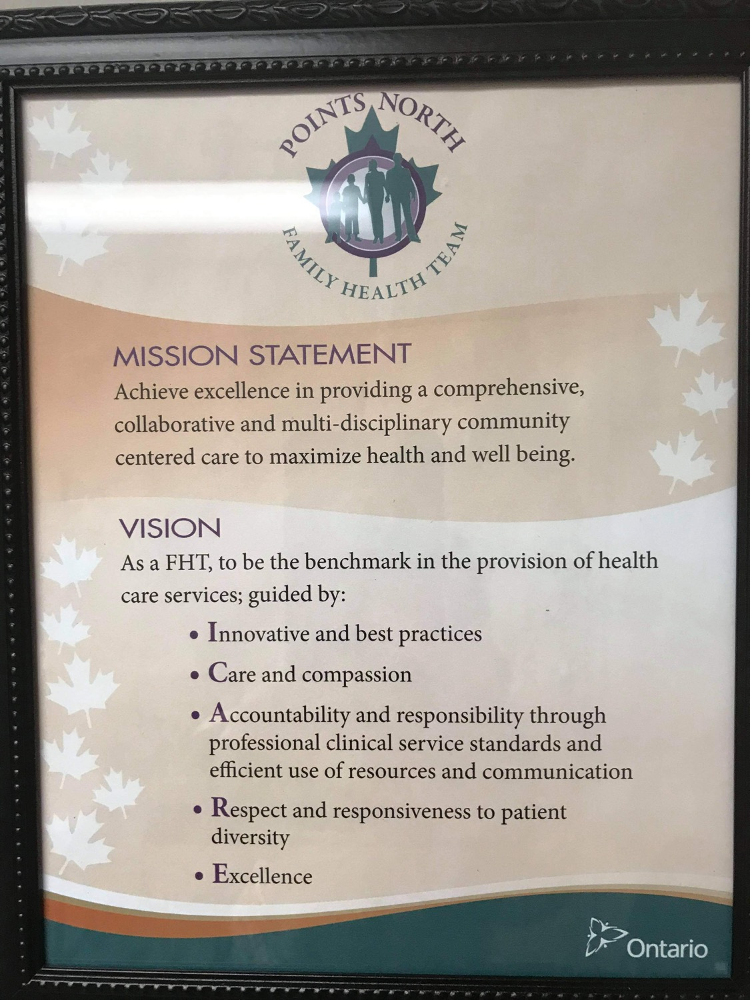 POINTS NORTH
FAMILY HEALTH TEAM
MISSION STATEMENT
Achieve excellence in providing a comprehensive,
collaborative and multi-disciplinary community
centered care to maximize health and well being.
VISION
As a FHT, to be the benchmark in the provision of health
care services; guided by:
• Innovative and best practices
• Care and compassion
• Accountability and responsibility through
professional clinical service standards and
efficient use of resources and communication
• Respect and responsiveness to patient
diversity
• Excellence
Ontario